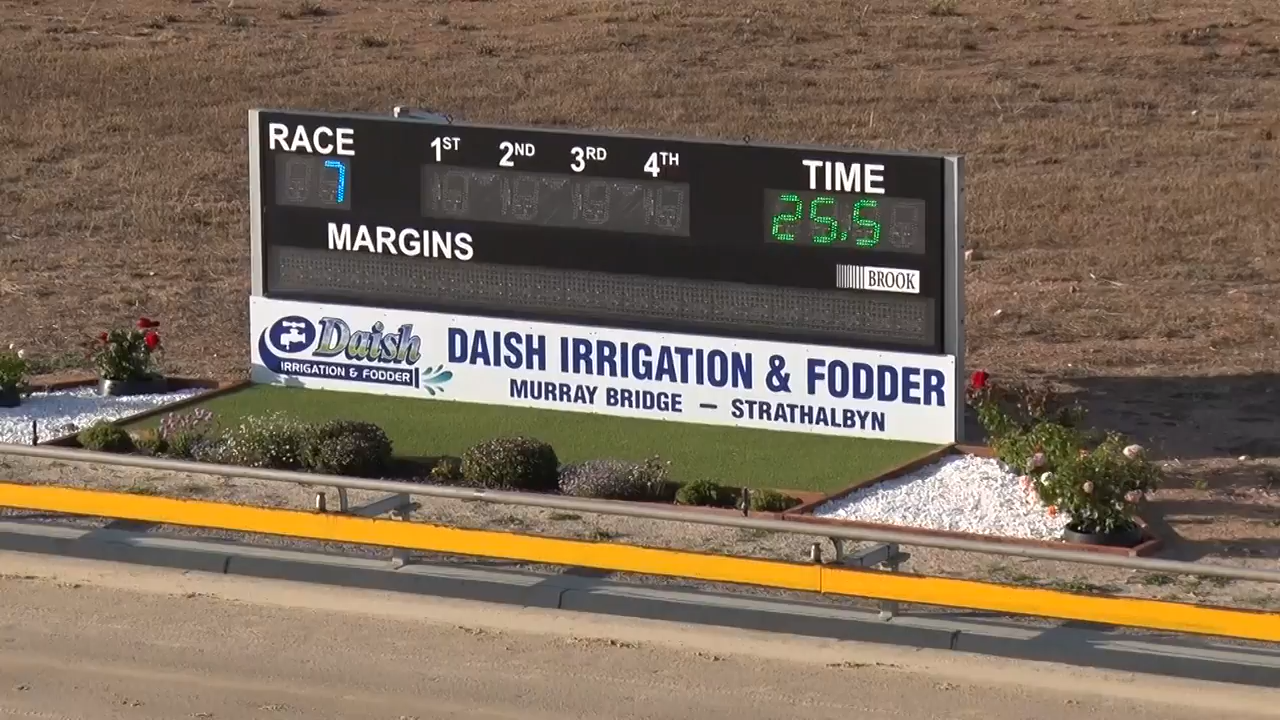 RACE 1ST 2ND 3RD 4TH TIME
7 25.5
MARGINS
BROOK
Daish
IRRIGATION & FODDER
DAISH IRRIGATION & FODDER
MURRAY BRIDGE – STRATHALBYN